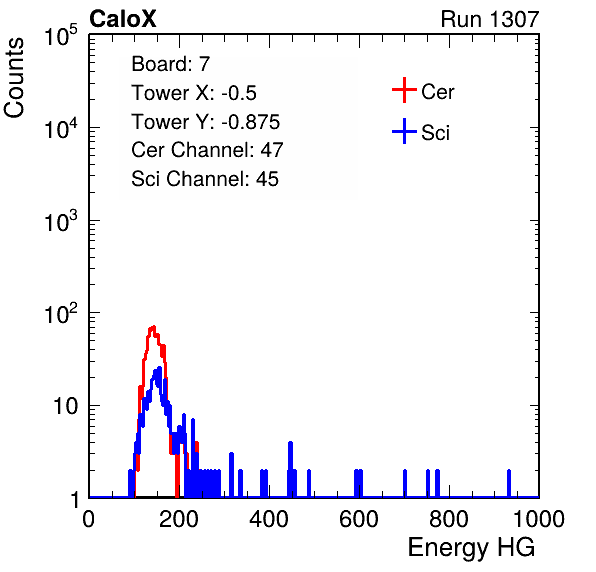 CaloX Run 1307
Counts
Board: 7
Tower X: -0.5
Tower Y: -0.875
Cer Channel: 47
Sci Channel: 45
Cer
Sci
10^5
10^4
10^3
10^2
10
1
0 200 400 600 800 1000
Energy HG